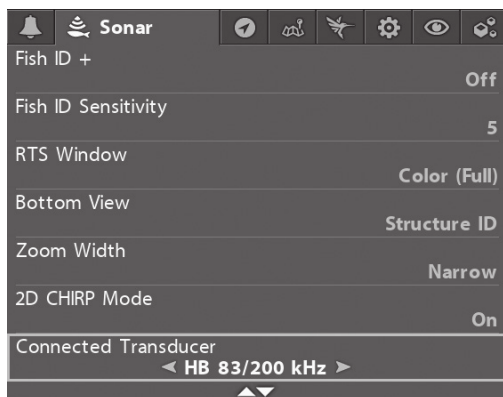 Sonar
Fish ID +
Off
Fish ID Sensitivity
5
RTS Window
Color (Full)
Bottom View
Structure ID
Zoom Width
Narrow
2D CHIRP Mode
On
Connected Transducer
HB 83/200 kHz